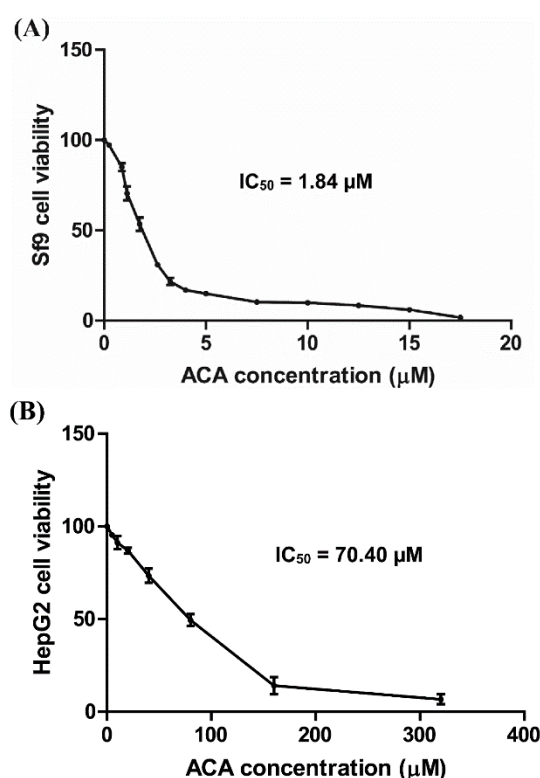 (A)
150
100
50
0
Sf9 cell viability
IC₅₀ = 1.84 μM
0 5 10 15 20
ACA concentration (μM)
(B)
150
100
50
0
HepG2 cell viability
IC₅₀ = 70.40 μM
0 100 200 300 400
ACA concentration (μM)